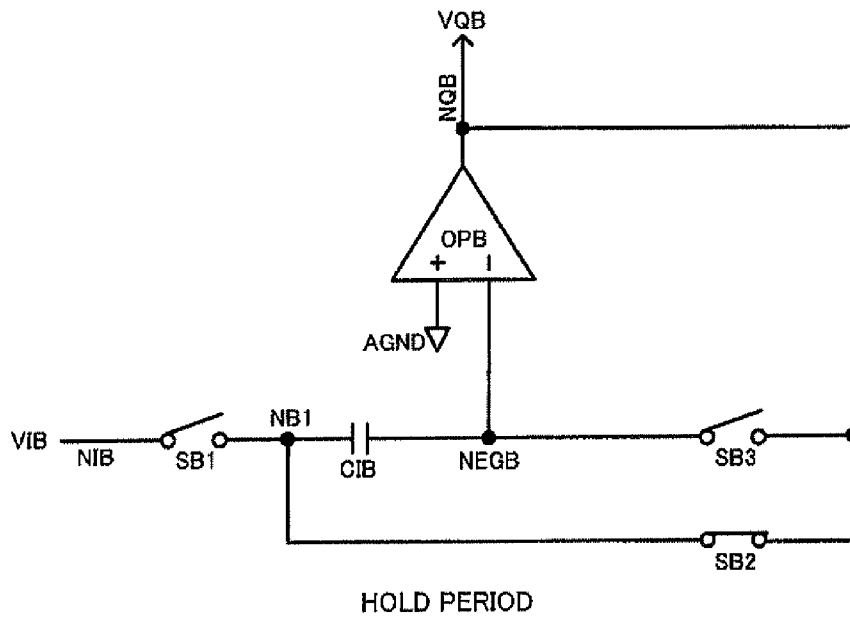 VQB
NQB
OPB
+ -
AGND
VIB
NIB
SB1
NB1
CIB
NEGB
SB3
SB2
HOLD PERIOD